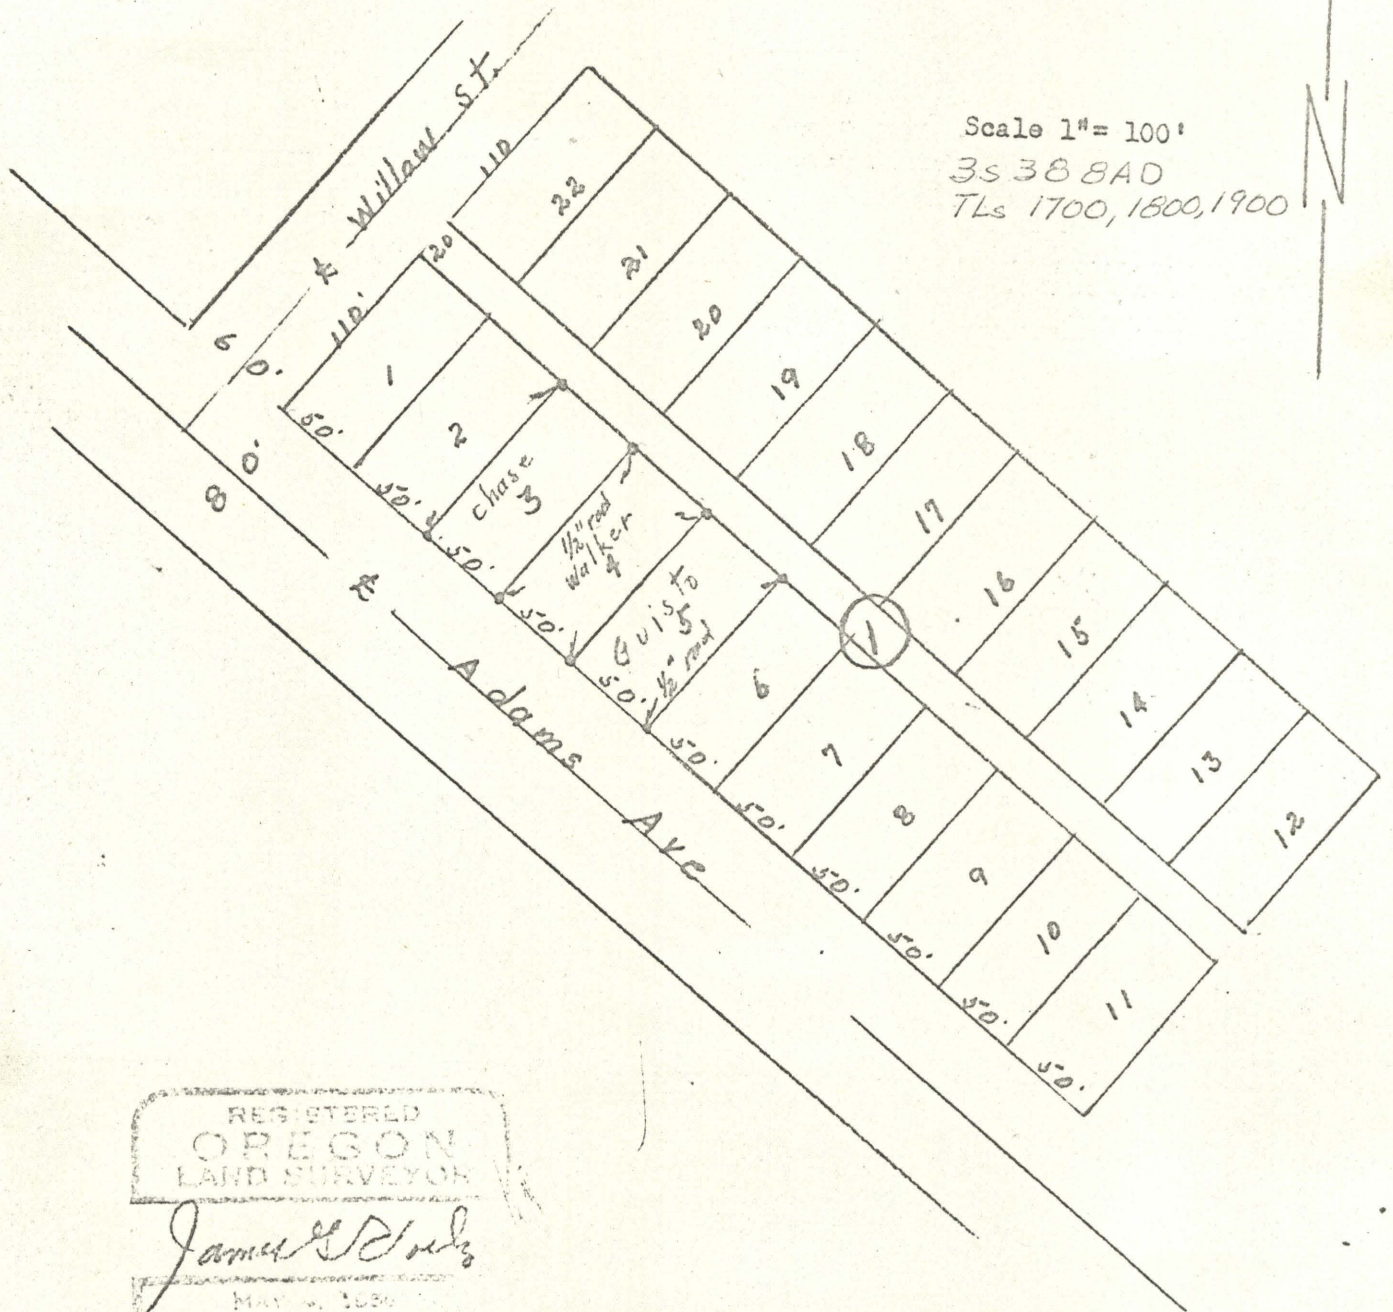 Scale 1"= 100'
3s 38 8AD
TLs 1700, 1800, 1900
N
℄ Willow St.
60'
110
20
110'
22
21
20
19
18
17
16
15
14
13
12
1
2
chase
3
1/2" rod
Walker
4
Guisto
5
1/2" rod
6
7
8
9
10
11
1
50'
50'
50'
50'
50'
50'
50'
50'
50'
50'
50'
80'
℄ Adams Ave
REGISTERED
OREGON
LAND SURVEYOR
James G
MAY